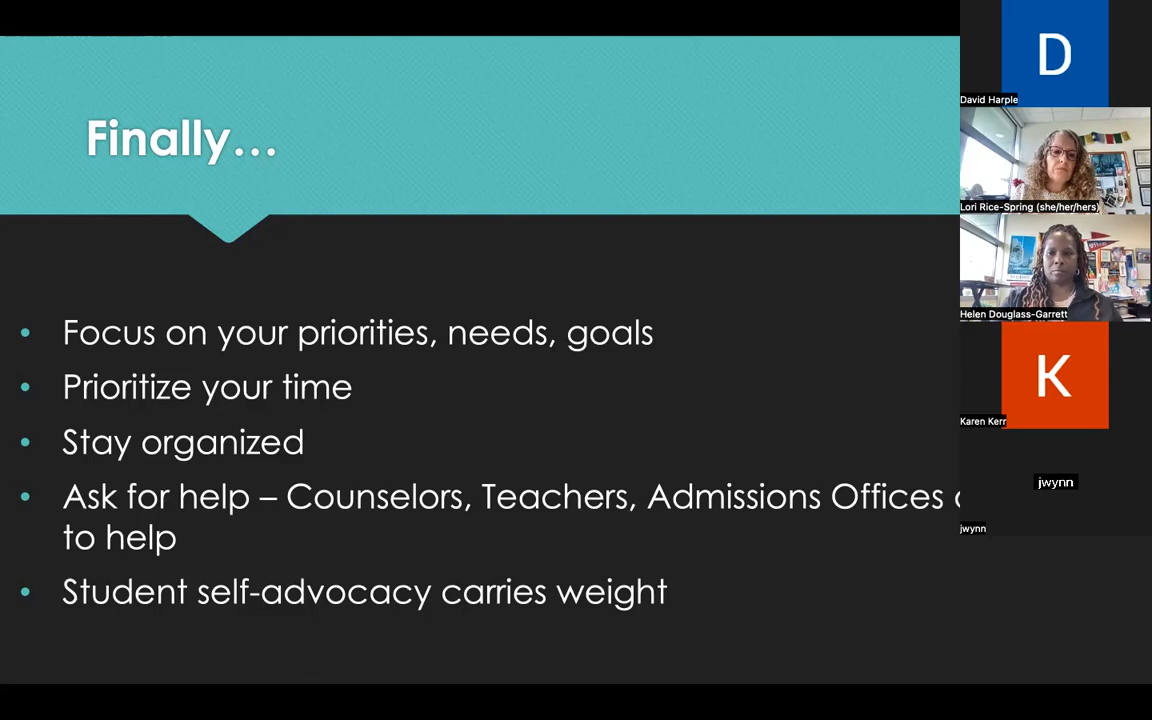 Finally…
• Focus on your priorities, needs, goals
• Prioritize your time
• Stay organized
• Ask for help – Counselors, Teachers, Admissions Offices
to help
• Student self-advocacy carries weight
D
David Harple
Lori Rice-Spring (she/her/hers)
Helen Douglass-Garrett
K
Karen Kerr
jwynn
jwynn